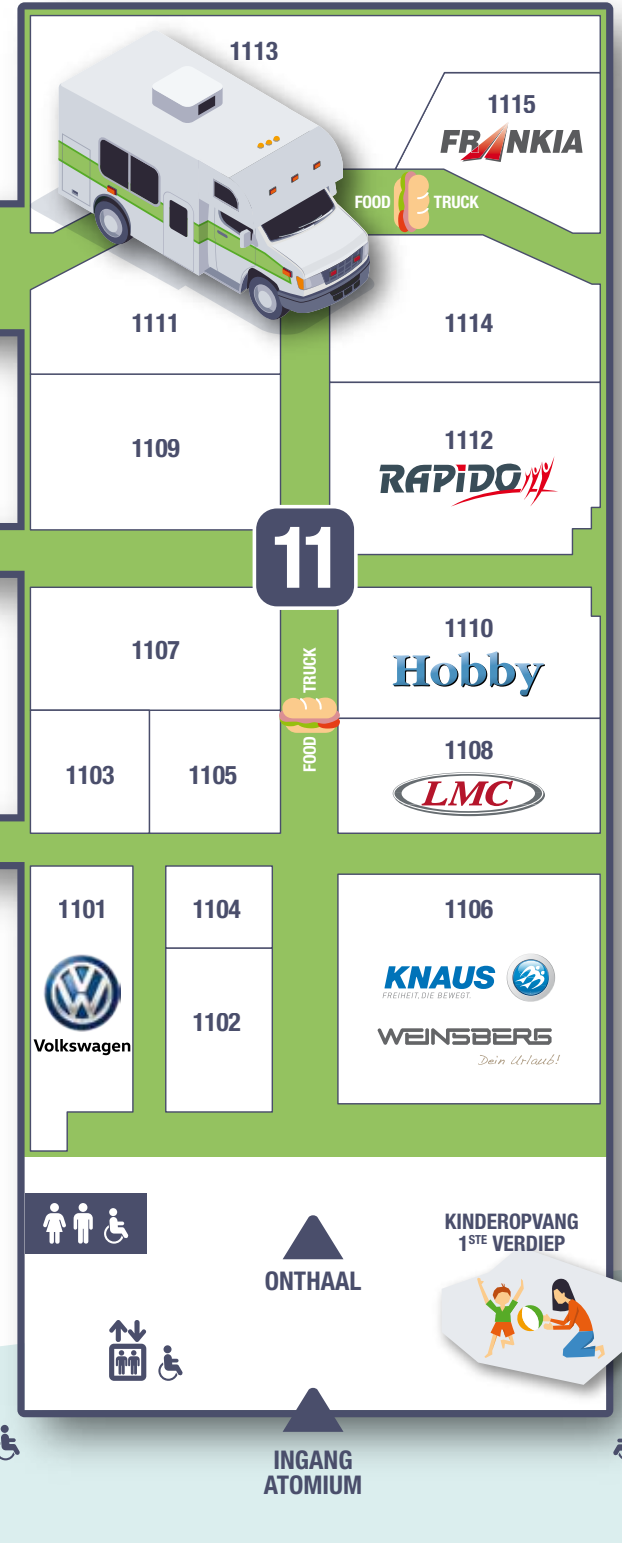 1113
1115
FRANKIA
FOOD TRUCK
1111
1114
1109
1112
RAPiDO
11
1107
1110
Hobby
FOOD TRUCK
1103
1105
1108
LMC
1101
1104
1106
KNAUS
FREIHEIT, DIE BEWEGT.
1102
WEINSBERG
Dein Urlaub!
Volkswagen
KINDEROPVANG
1STE VERDIEP
ONTHAAL
INGANG
ATOMIUM